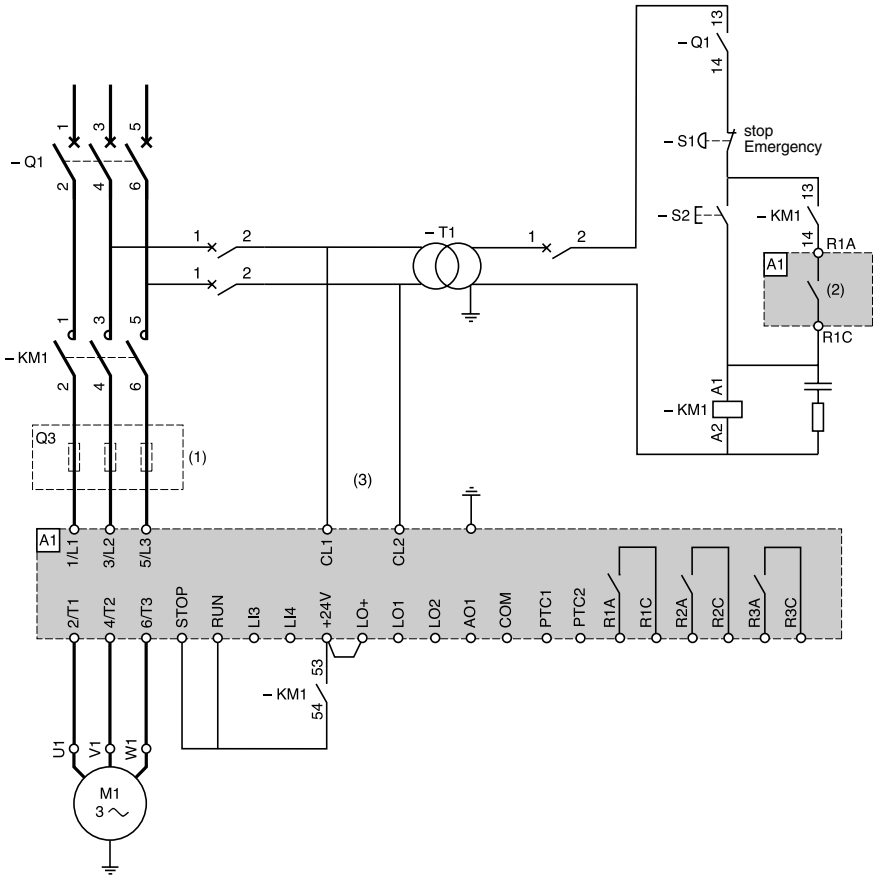 13
– Q1
14
1 3 5
– Q1
2 4 6
– S1
stop
Emergency
13
– S2
– KM1
14
R1A
1 2
– T1
1 2
A1
(2)
1 2
R1C
1 3 5
– KM1
2 4 6
A1
– KM1
A2
Q3
(1)
(3)
A1
1/L1 3/L2 5/L3 CL1 CL2
2/T1 4/T2 6/T3 STOP RUN LI3 LI4 +24V LO+ LO1 LO2 AO1 COM PTC1 PTC2 R1A R1C R2A R2C R3A R3C
53
– KM1
54
U1 V1 W1
M1
3